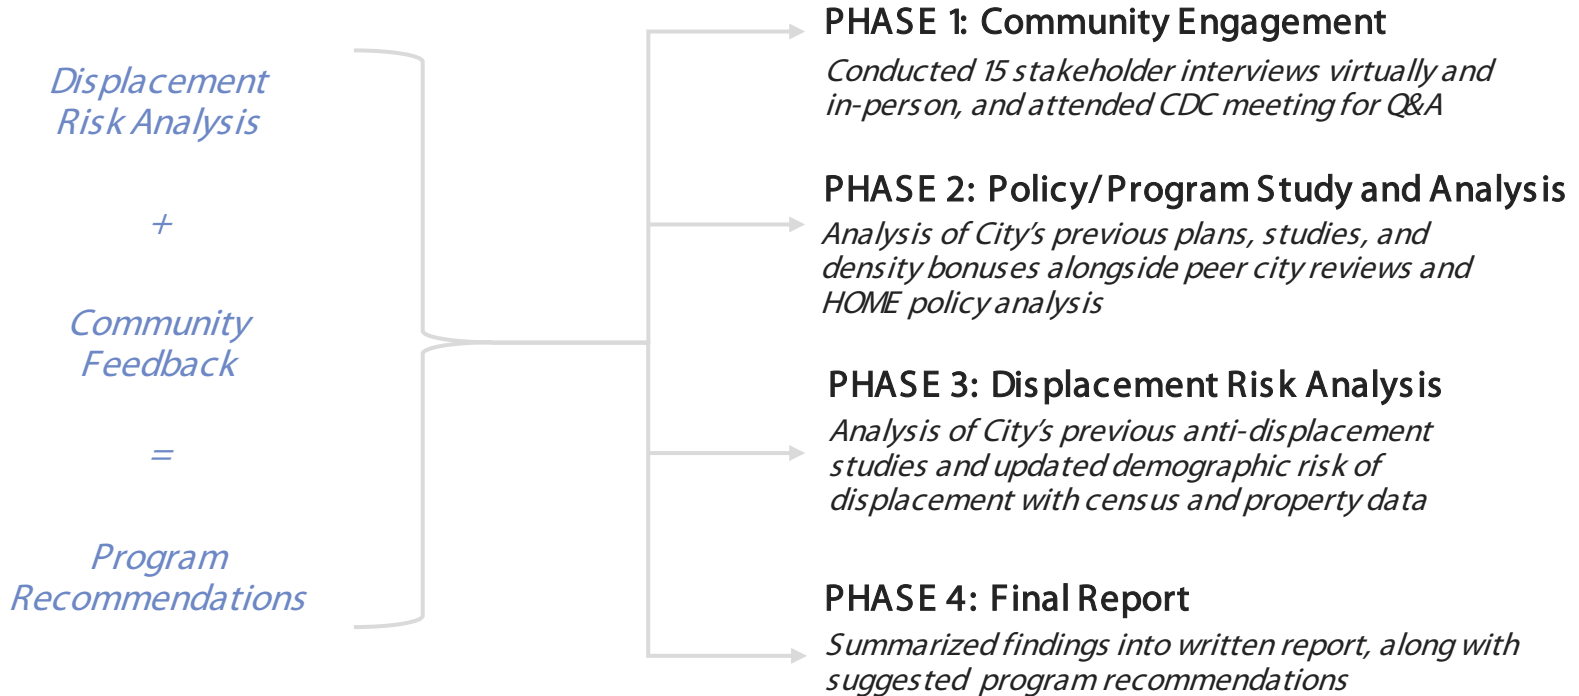 Displacement
Risk Analysis
+
Community
Feedback
=
Program
Recommendations
PHASE 1: Community Engagement
Conducted 15 stakeholder interviews virtually and
in-person, and attended CDC meeting for Q&A
PHASE 2: Policy/Program Study and Analysis
Analysis of City's previous plans, studies, and
density bonuses alongside peer city reviews and
HOME policy analysis
PHASE 3: Displacement Risk Analysis
Analysis of City's previous anti-displacement
studies and updated demographic risk of
displacement with census and property data
PHASE 4: Final Report
Summarized findings into written report, along with
suggested program recommendations